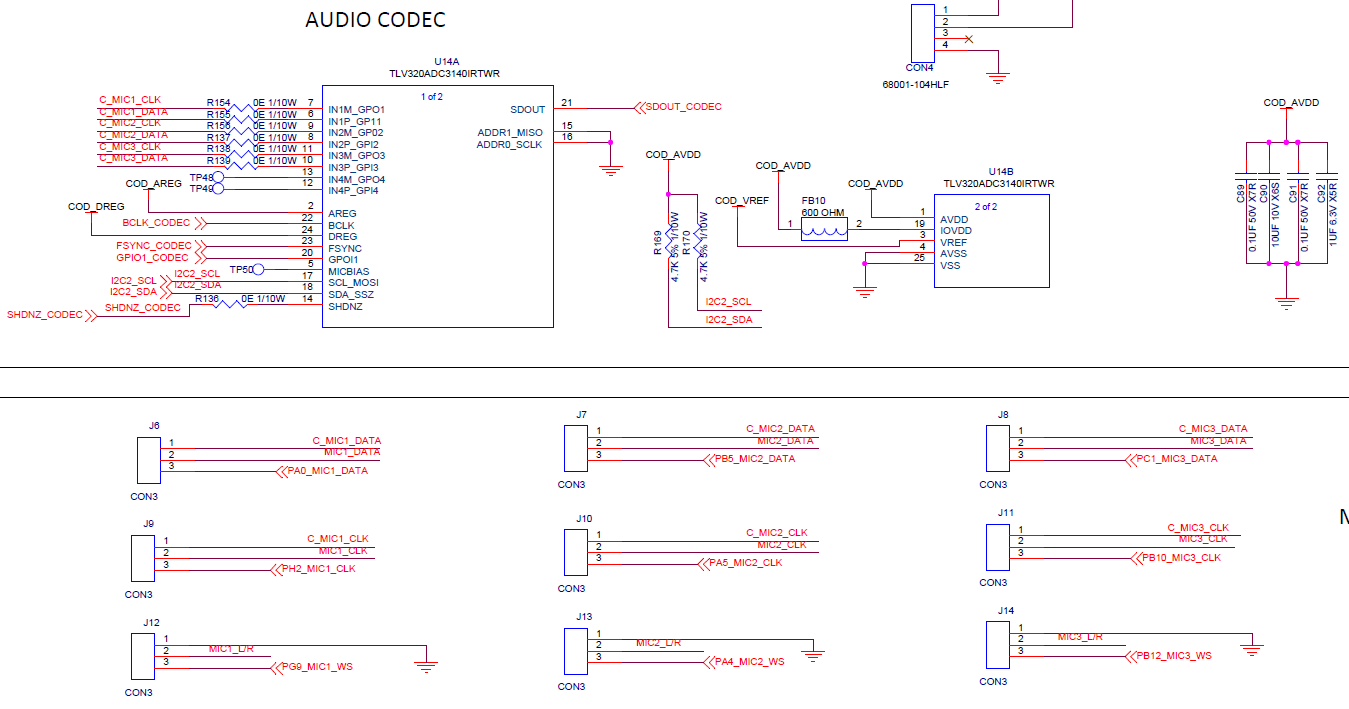 AUDIO CODEC
1
2
3
4
CON4
68001-104HLF
U14A
TLV320ADC3140IRTWR
1 of 2
C_MIC1_CLK
R154 0E 1/10W 7 IN1M_GPO1
C_MIC1_DATA
R155 0E 1/10W 6 IN1P_GP11
C_MIC2_CLK
R156 0E 1/10W 9 IN2M_GP02
C_MIC2_DATA
R137 0E 1/10W 8 IN2P_GPI2
C_MIC3_CLK
R138 0E 1/10W 11 IN3M_GPO3
C_MIC3_DATA
R139 0E 1/10W 10 IN3P_GPI3
TP48 13 IN4M_GPO4
TP49 12 IN4P_GPI4
COD_AREG
2 AREG
BCLK_CODEC 22 BCLK
COD_DREG
24 DREG
FSYNC_CODEC 23 FSYNC
GPIO1_CODEC 20 GPOI1
TP50 5 MICBIAS
I2C2_SCL I2C2_SCL 17 SCL_MOSI
I2C2_SDA I2C2_SDA 18 SDA_SSZ
R136 0E 1/10W 14 SHDNZ
SHDNZ_CODEC SHDNZ_CODEC
SDOUT 21 SDOUT_CODEC
ADDR1_MISO 15
ADDR0_SCLK 16
COD_AVDD
R169 4.7K 5% 1/10W
R170 4.7K 5% 1/10W
I2C2_SCL
I2C2_SDA
COD_VREF
COD_AVDD
FB10
600 OHM
1 2
COD_AVDD
U14B
TLV320ADC3140IRTWR
2 of 2
1 AVDD
19 IOVDD
3 VREF
4 AVSS
25 VSS
COD_AVDD
C89 0.1UF 50V X7R
C90 10UF 10V X6S
C91 0.1UF 50V X7R
C92 1UF 6.3V X5R
J6
1 C_MIC1_DATA
2 MIC1_DATA
3 PA0_MIC1_DATA
CON3
J7
1 C_MIC2_DATA
2 MIC2_DATA
3 PB5_MIC2_DATA
CON3
J8
1 C_MIC3_DATA
2 MIC3_DATA
3 PC1_MIC3_DATA
CON3
J9
1 C_MIC1_CLK
2 MIC1_CLK
3 PH2_MIC1_CLK
CON3
J10
1 C_MIC2_CLK
2 MIC2_CLK
3 PA5_MIC2_CLK
CON3
J11
1 C_MIC3_CLK
2 MIC3_CLK
3 PB10_MIC3_CLK
CON3
J12
1
2 MIC1_L/R
3 PG9_MIC1_WS
CON3
J13
1
2 MIC2_L/R
3 PA4_MIC2_WS
CON3
J14
1
2 MIC3_L/R
3 PB12_MIC3_WS
CON3